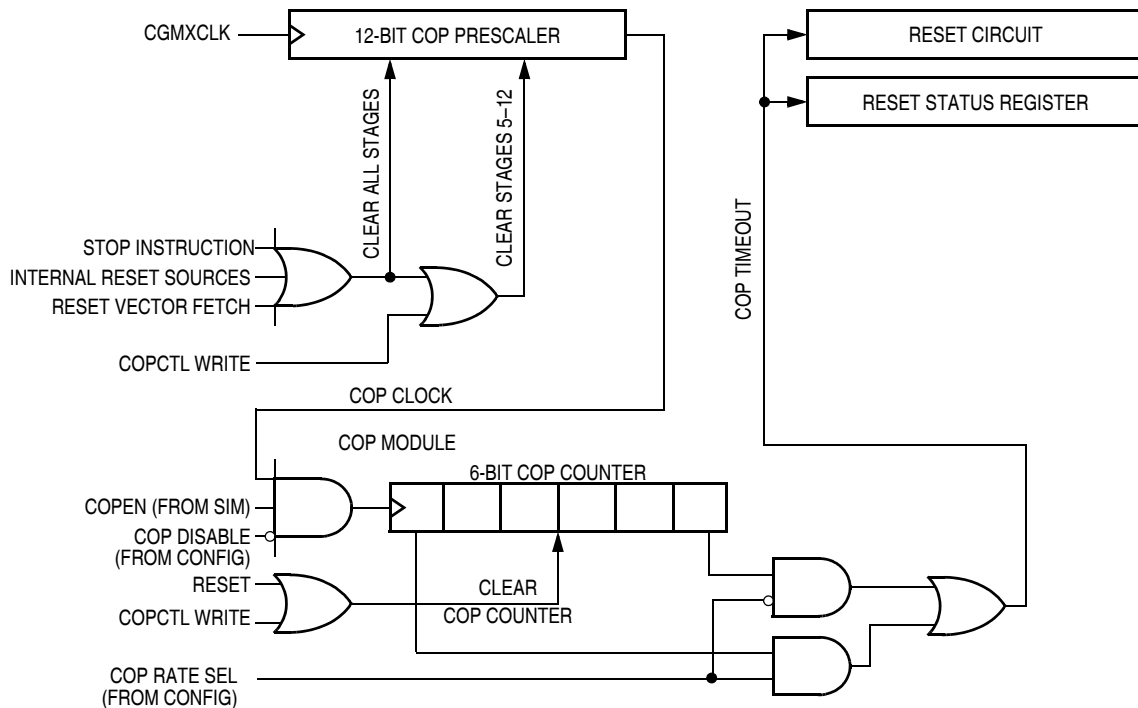 CGMXCLK
12-BIT COP PRESCALER
RESET CIRCUIT
RESET STATUS REGISTER
CLEAR ALL STAGES
CLEAR STAGES 5–12
COP TIMEOUT
STOP INSTRUCTION
INTERNAL RESET SOURCES
RESET VECTOR FETCH
COPCTL WRITE
COP CLOCK
COP MODULE
6-BIT COP COUNTER
COPEN (FROM SIM)
COP DISABLE
(FROM CONFIG)
RESET
COPCTL WRITE
CLEAR
COP COUNTER
COP RATE SEL
(FROM CONFIG)